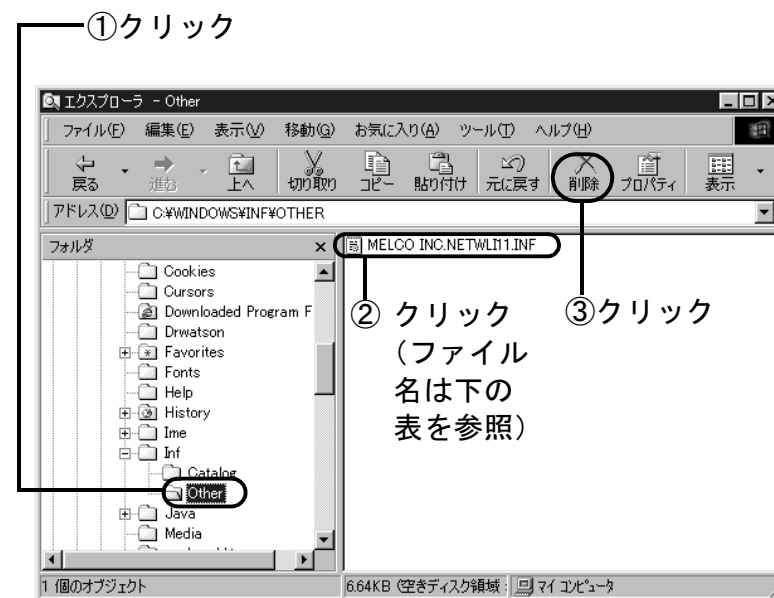 ①クリック
エクスプローラ - Other
ファイル(F) 編集(E) 表示(V) 移動(G) お気に入り(A) ツール(T) ヘルプ(H)
戻る 進む 上へ 切り取り コピー 貼り付け 元に戻す 削除 プロパティ 表示
アドレス(D) C:¥WINDOWS¥INF¥OTHER
フォルダ
Cookies
Cursors
Downloaded Program F
Drwatson
Favorites
Fonts
Help
History
Ime
Inf
Catalog
Other
Java
Media
MELCO INC.NETWLI11.INF
② クリック
(ファイル
名は下の
表を参照)
③クリック
1 個のオブジェクト
6.64KB (空きディスク領域:
マイ コンピュータ